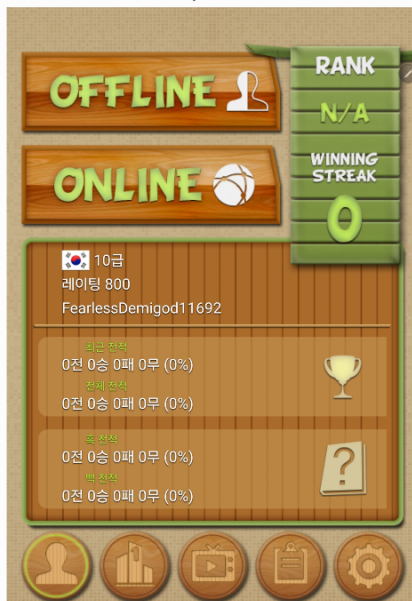 OFFLINE
RANK
N/A
ONLINE
WINNING
STREAK
0
10급
레이팅 800
FearlessDemigod11692
최근 전적
0전 0승 0패 0무 (0%)
전체 전적
0전 0승 0패 0무 (0%)
흑 전적
0전 0승 0패 0무 (0%)
백 전적
0전 0승 0패 0무 (0%)
?
1